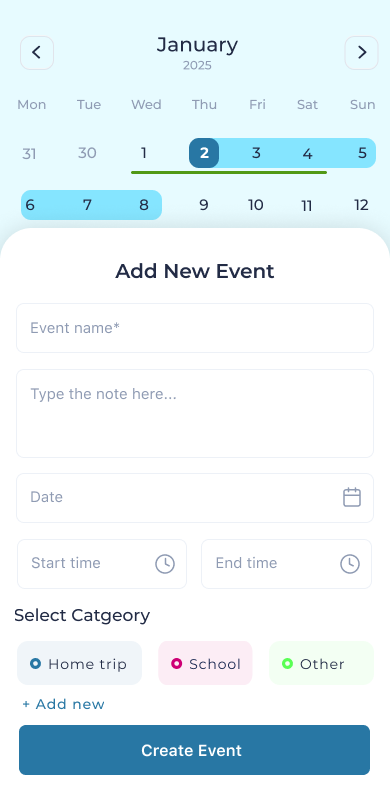 January
2025
Mon Tue Wed Thu Fri Sat Sun
31 30 1 2 3 4 5
6 7 8 9 10 11 12
Add New Event
Event name*
Type the note here...
Date
Start time End time
Select Catgeory
Home trip School Other
+ Add new
Create Event